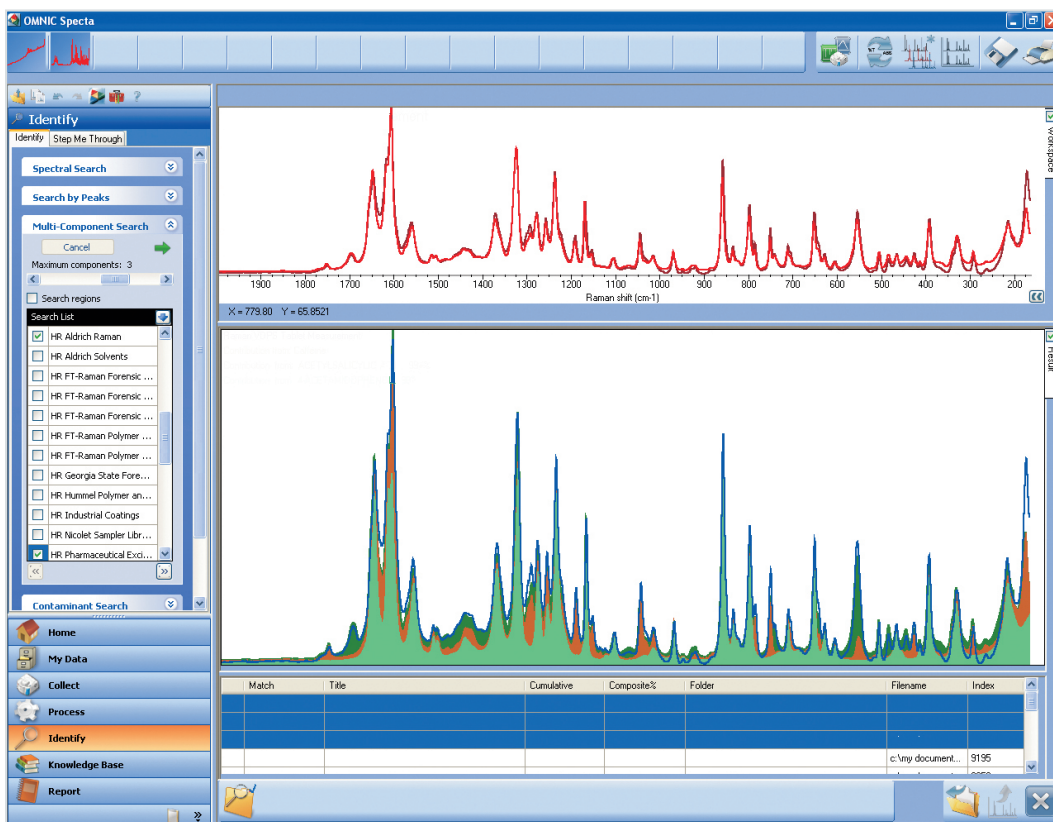 OMNIC Specta
?
Identify
Identify Step Me Through
Spectral Search
Search by Peaks
Multi-Component Search
Cancel
Maximum components: 3
Search regions
Search List
HR Aldrich Raman
HR Aldrich Solvents
HR FT-Raman Forensic ...
HR FT-Raman Forensic ...
HR FT-Raman Forensic ...
HR FT-Raman Polymer ...
HR FT-Raman Polymer ...
HR Georgia State Fore...
HR Hummel Polymer an...
HR Industrial Coatings
HR Nicolet Sampler Libr...
HR Pharmaceutical Exci...
Contaminant Search
Home
My Data
Collect
Process
Identify
Knowledge Base
Report
%T
ABS
Workspace
1900 1800 1700 1600 1500 1400 1300 1200 1100 1000 900 800 700 600 500 400 300 200
Raman shift (cm-1)
X = 779.80 Y = 65.8521
Result
Match Title Cumulative Composite% Folder Filename Index
c:\my document... 9195